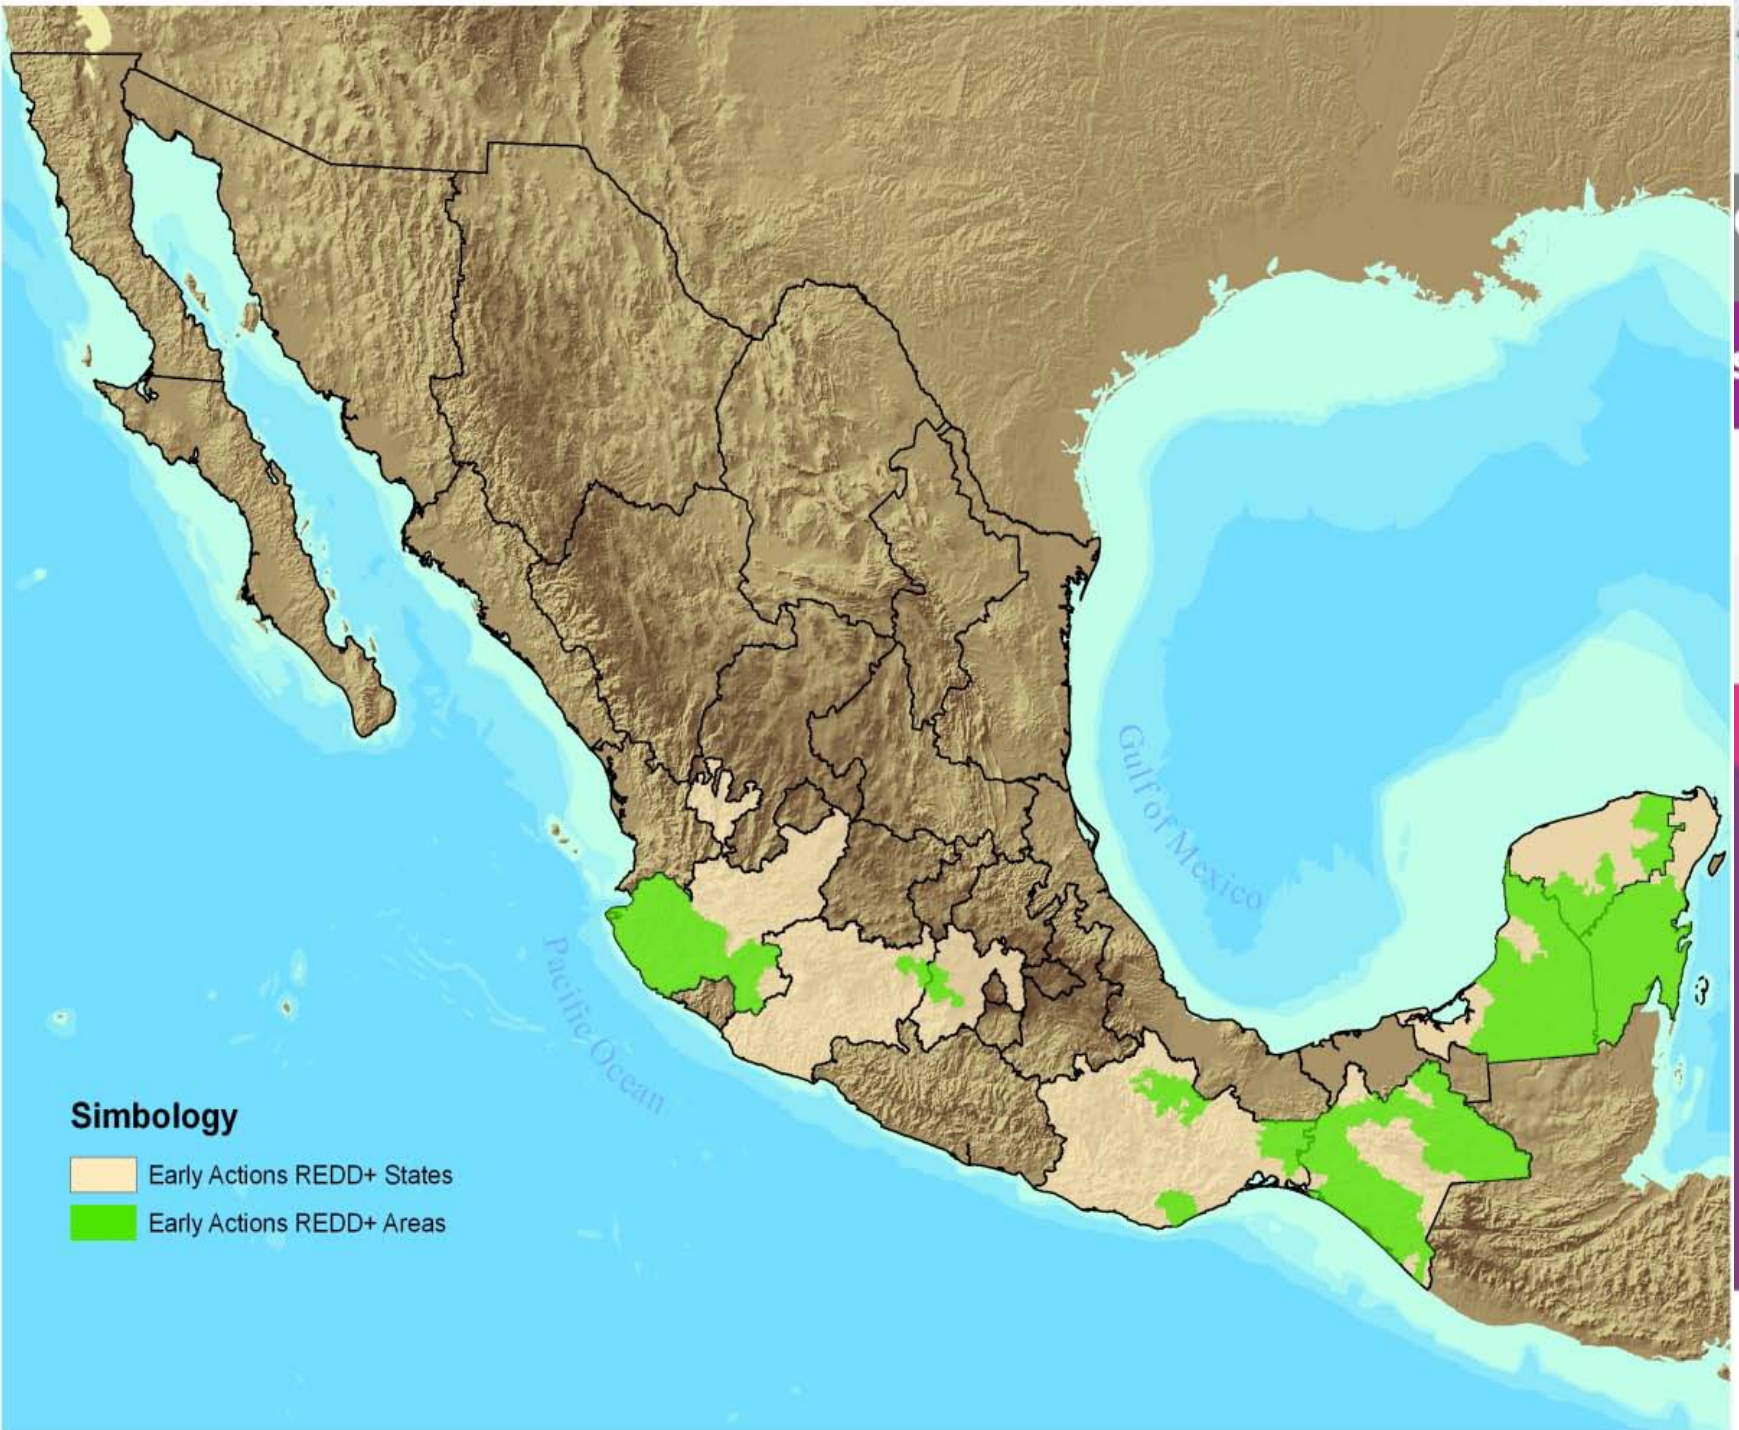 Gulf of Mexico
Pacific Ocean
Simbology
Early Actions REDD+ States
Early Actions REDD+ Areas